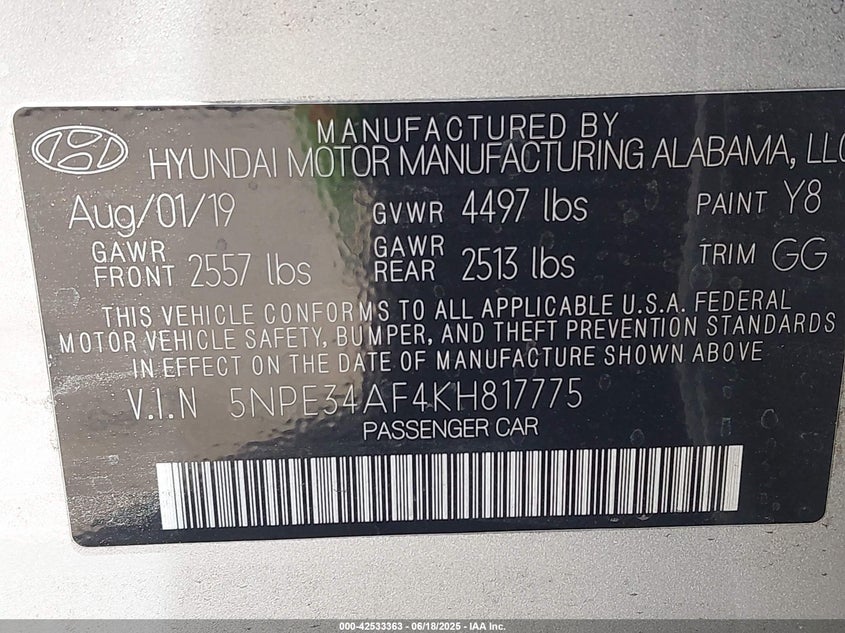 MANUFACTURED BY
HYUNDAI MOTOR MANUFACTURING ALABAMA, LLC
Aug/01/19 GVWR 4497 lbs PAINT Y8
GAWR FRONT 2557 lbs GAWR REAR 2513 lbs TRIM GG
THIS VEHICLE CONFORMS TO ALL APPLICABLE U.S.A. FEDERAL
MOTOR VEHICLE SAFETY, BUMPER, AND THEFT PREVENTION STANDARDS
IN EFFECT ON THE DATE OF MANUFACTURE SHOWN ABOVE
V.I.N 5NPE34AF4KH817775
PASSENGER CAR
000-42533363 - 06/18/2025 - IAA Inc.